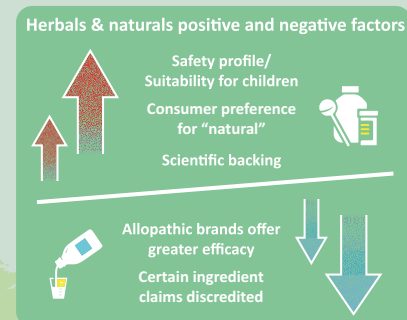 Herbals & naturals positive and negative factors
Safety profile/
Suitability for children
Consumer preference
for “natural”
Scientific backing
Allopathic brands offer
greater efficacy
Certain ingredient
claims discredited